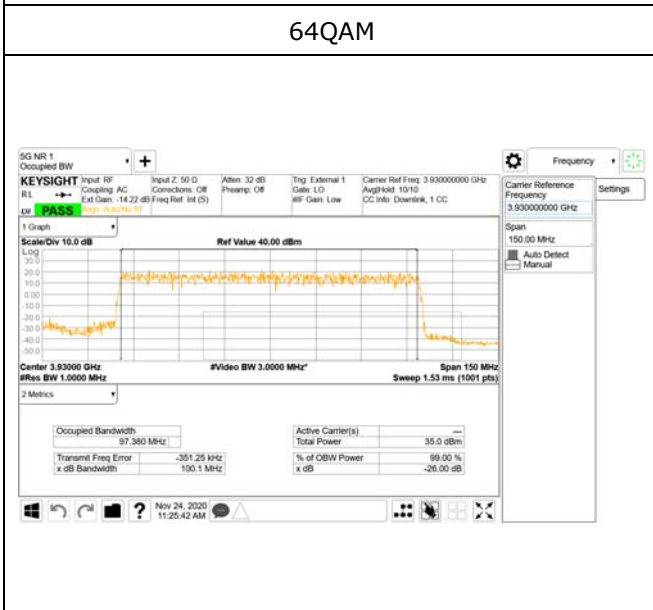 64QAM
5G NR 1
Occupied BW
Frequency
KEYSIGHT
Input: RF
Input Z: 50 Ω
Atten: 32 dB
Trig: External 1
Carrier Ref Freq: 3.930000000 GHz
RL
Coupling: AC
Corrections: Off
Preamp: Off
Gate: LO
Avg|Hold: 10/10
Ext Gain: -14.22 dB
Freq Ref: Int (S)
#IF Gain: Low
CC Info: Downlink, 1 CC
PASS
Align: Auto/No RF
Carrier Reference
Frequency
3.930000000 GHz
Settings
Span
150.00 MHz
Auto Detect
Manual
1 Graph
Scale/Div 10.0 dB
Ref Value 40.00 dBm
Log
30.0
20.0
10.0
0.00
-10.0
-20.0
-30.0
-40.0
-50.0
Center 3.93000 GHz
#Video BW 3.0000 MHz*
Span 150 MHz
#Res BW 1.0000 MHz
Sweep 1.53 ms (1001 pts)
2 Metrics
Occupied Bandwidth
97.380 MHz
Active Carrier(s)
---
Total Power
35.0 dBm
Transmit Freq Error
-351.25 kHz
% of OBW Power
99.00 %
x dB Bandwidth
100.1 MHz
x dB
-26.00 dB
Nov 24, 2020
11:25:42 AM